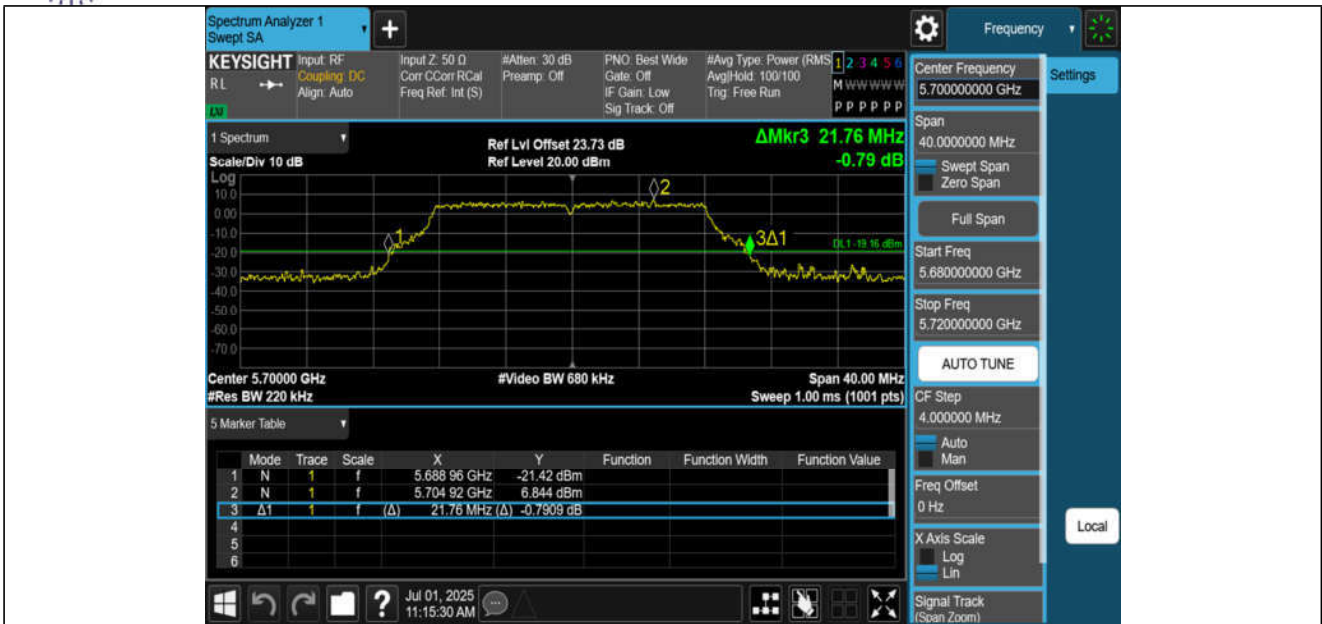 Spectrum Analyzer 1
Swept SA
+
Frequency
KEYSIGHT
RL
LU
Input: RF
Coupling: DC
Align: Auto
Input Z: 50 Ω
Corr CCorr RCal
Freq Ref: Int (S)
#Atten: 30 dB
Preamp: Off
PNO: Best Wide
Gate: Off
IF Gain: Low
Sig Track: Off
#Avg Type: Power (RMS
Avg|Hold: 100/100
Trig: Free Run
1 2 3 4 5 6
M W W W W W
P P P P P P
1 Spectrum
Scale/Div 10 dB
Ref Lvl Offset 23.73 dB
Ref Level 20.00 dBm
ΔMkr3 21.76 MHz
-0.79 dB
Log
10.0
0.00
-10.0
-20.0
-30.0
-40.0
-50.0
-60.0
-70.0
1
2
3Δ1
DL1 -19.16 dBm
Center 5.70000 GHz
#Video BW 680 kHz
Span 40.00 MHz
#Res BW 220 kHz
Sweep 1.00 ms (1001 pts)
5 Marker Table
Mode Trace Scale X Y Function Function Width Function Value
1 N 1 f 5.688 96 GHz -21.42 dBm
2 N 1 f 5.704 92 GHz 6.844 dBm
3 Δ1 1 f (Δ) 21.76 MHz (Δ) -0.7909 dB
4
5
6
?
Jul 01, 2025
11:15:30 AM
Center Frequency
5.700000000 GHz
Settings
Span
40.0000000 MHz
Swept Span
Zero Span
Full Span
Start Freq
5.680000000 GHz
Stop Freq
5.720000000 GHz
AUTO TUNE
CF Step
4.000000 MHz
Auto
Man
Freq Offset
0 Hz
X Axis Scale
Log
Lin
Local
Signal Track
(Span Zoom)